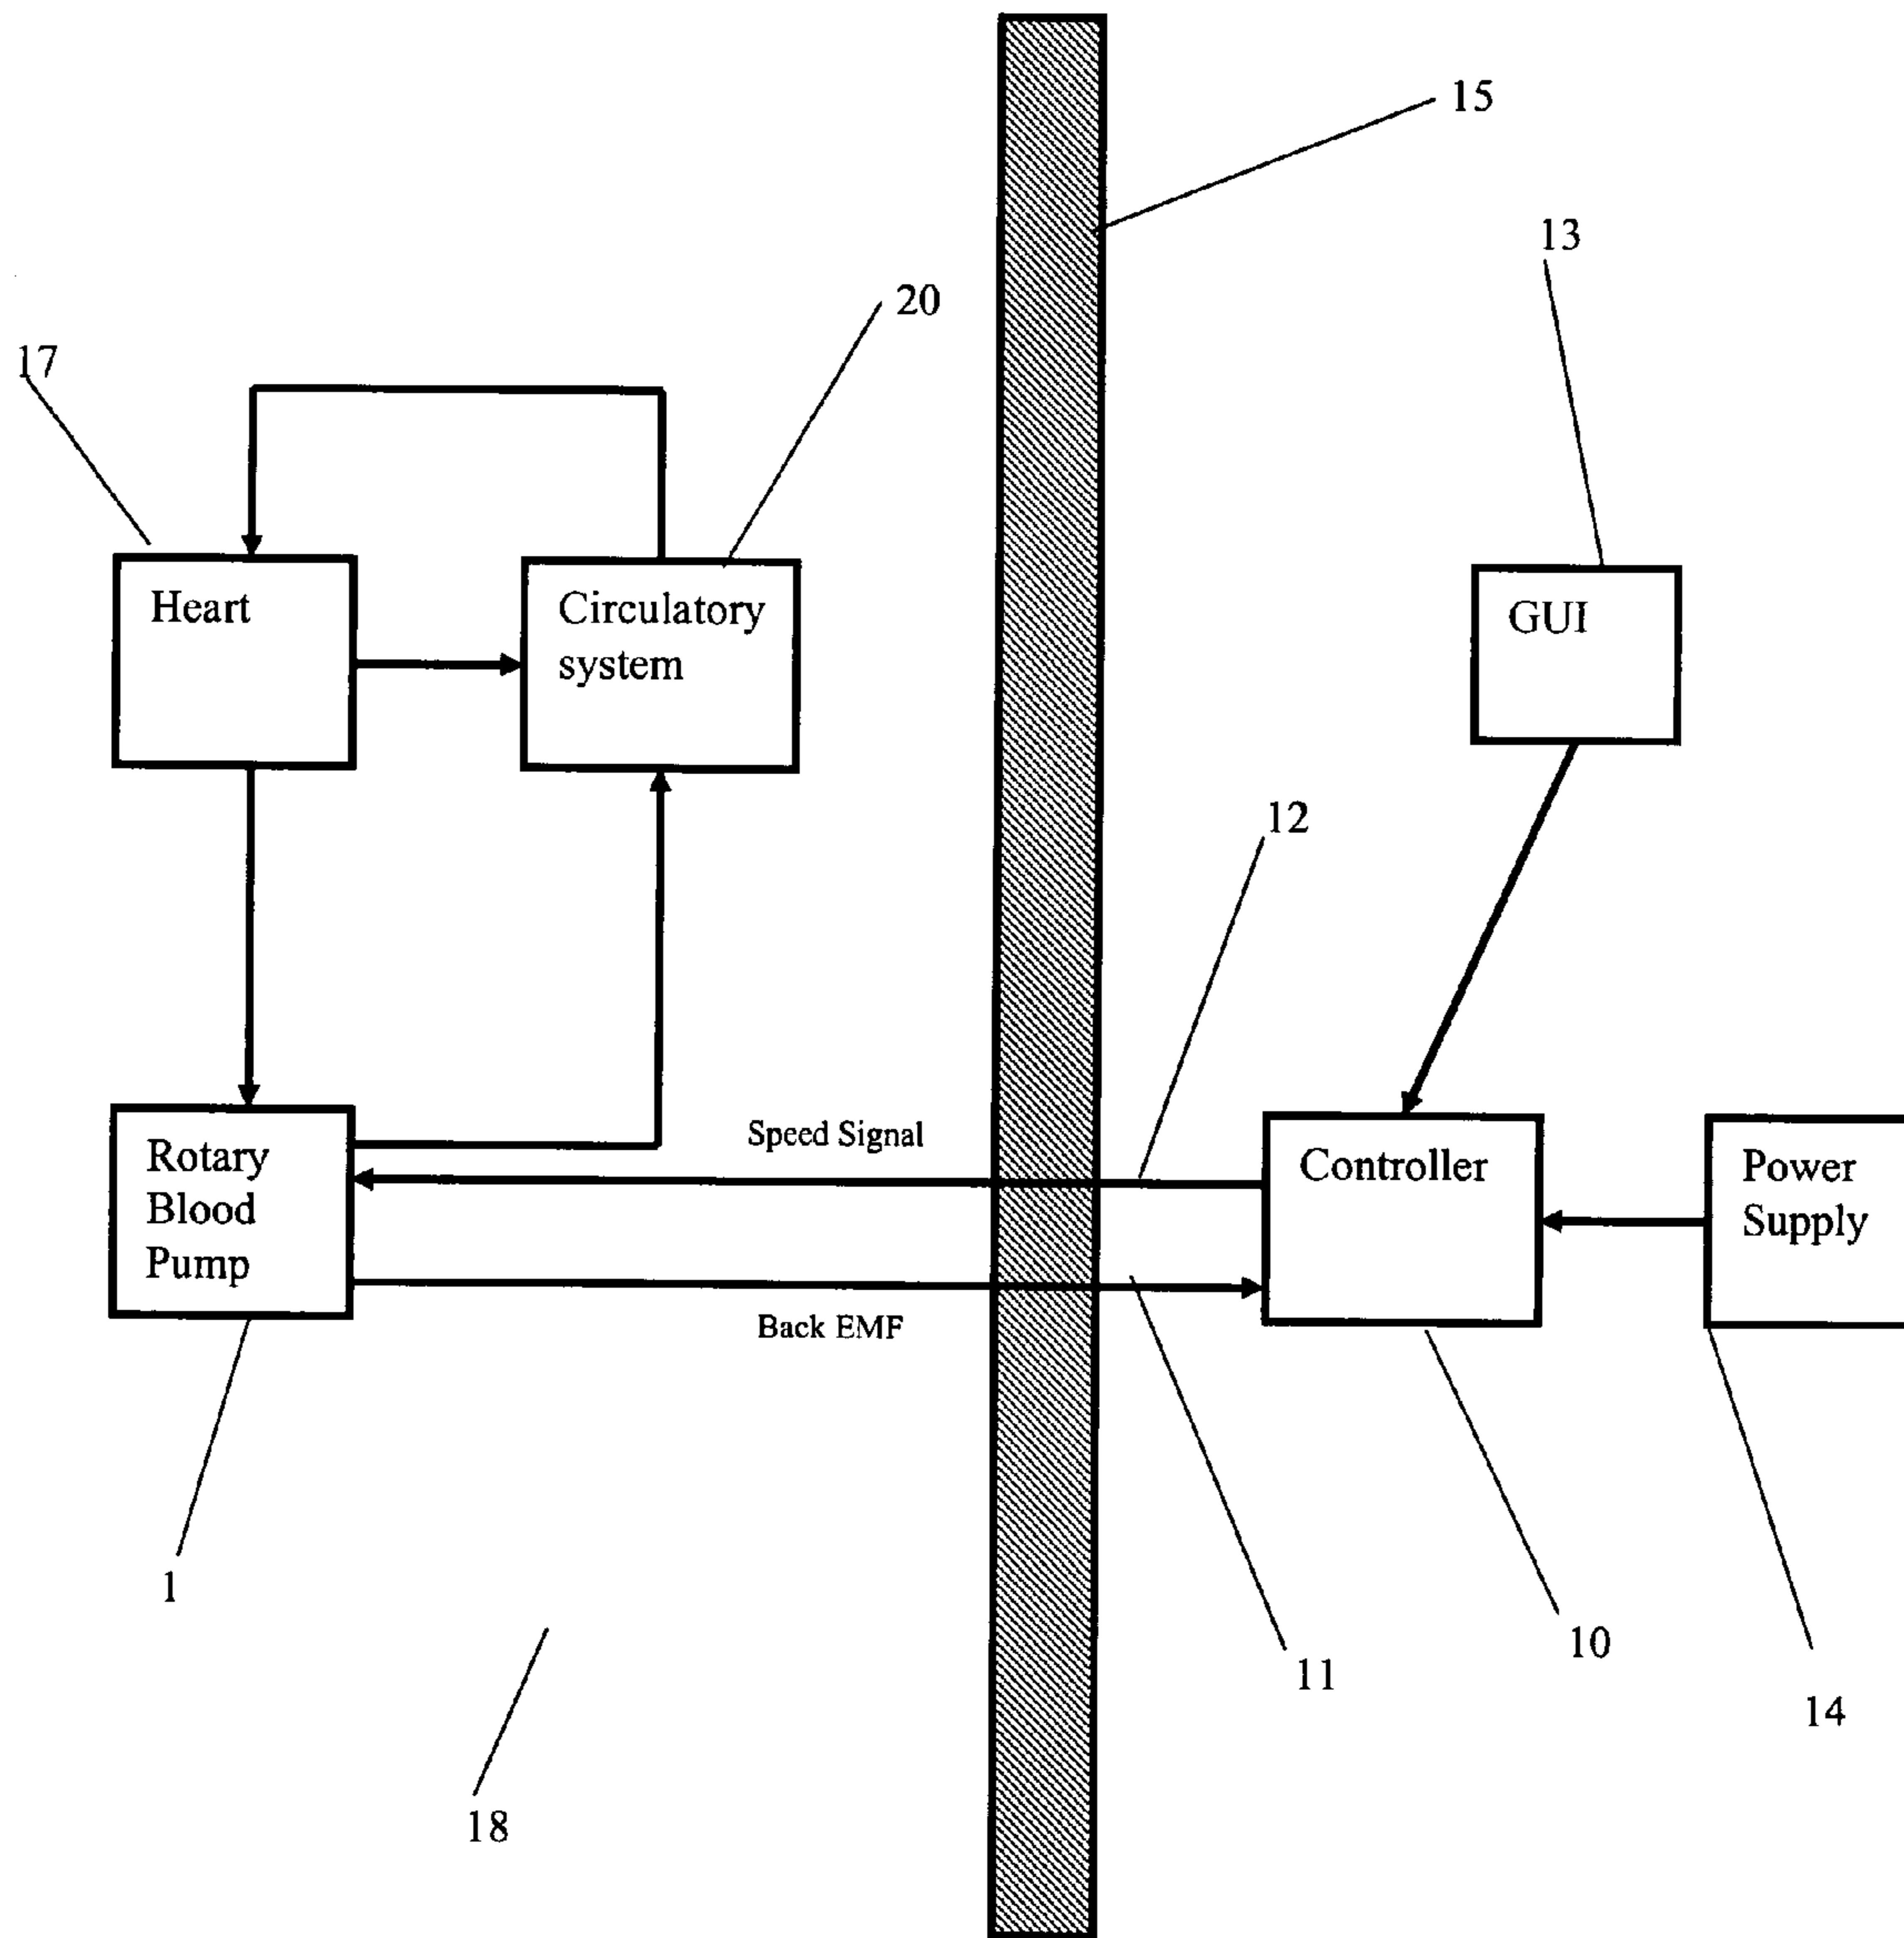 15
13
20
17
Heart
Circulatory
system
GUI
12
Speed Signal
Rotary
Blood
Pump
Controller
Power
Supply
Back EMF
1
10
11
14
18